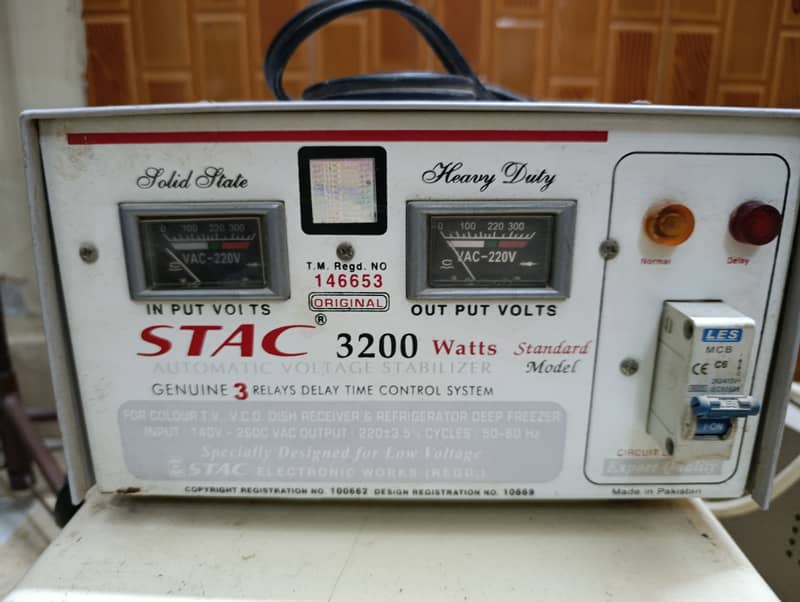 Solid State
Heavy Duty
0 100 220 300
VAC-220V
0 100 220 300
VAC-220V
T.M. Regd. NO
146653
ORIGINAL
IN PUT VOLTS
OUT PUT VOLTS
Normal
Delay
STAC® 3200 Watts Standard Model
AUTOMATIC VOLTAGE STABILIZER
GENUINE 3 RELAYS DELAY TIME CONTROL SYSTEM
FOR COLOUR T.V. V.C.D. DISH RECEIVER & REFRIGERATOR DEEP FREEZER
INPUT : 140V - 260C VAC OUTPUT : 220±3.5% CYCLES : 50-60 Hz
Specially Designed for Low Voltage
STAC ELECTRONIC WORKS (REGD.)
COPYRIGHT REGISTRATION NO. 100662 DESIGN REGISTRATION NO. 10669
LES
MCB
CE C6
I-ON
CIRCUIT
Export Quality
Made in Pakistan